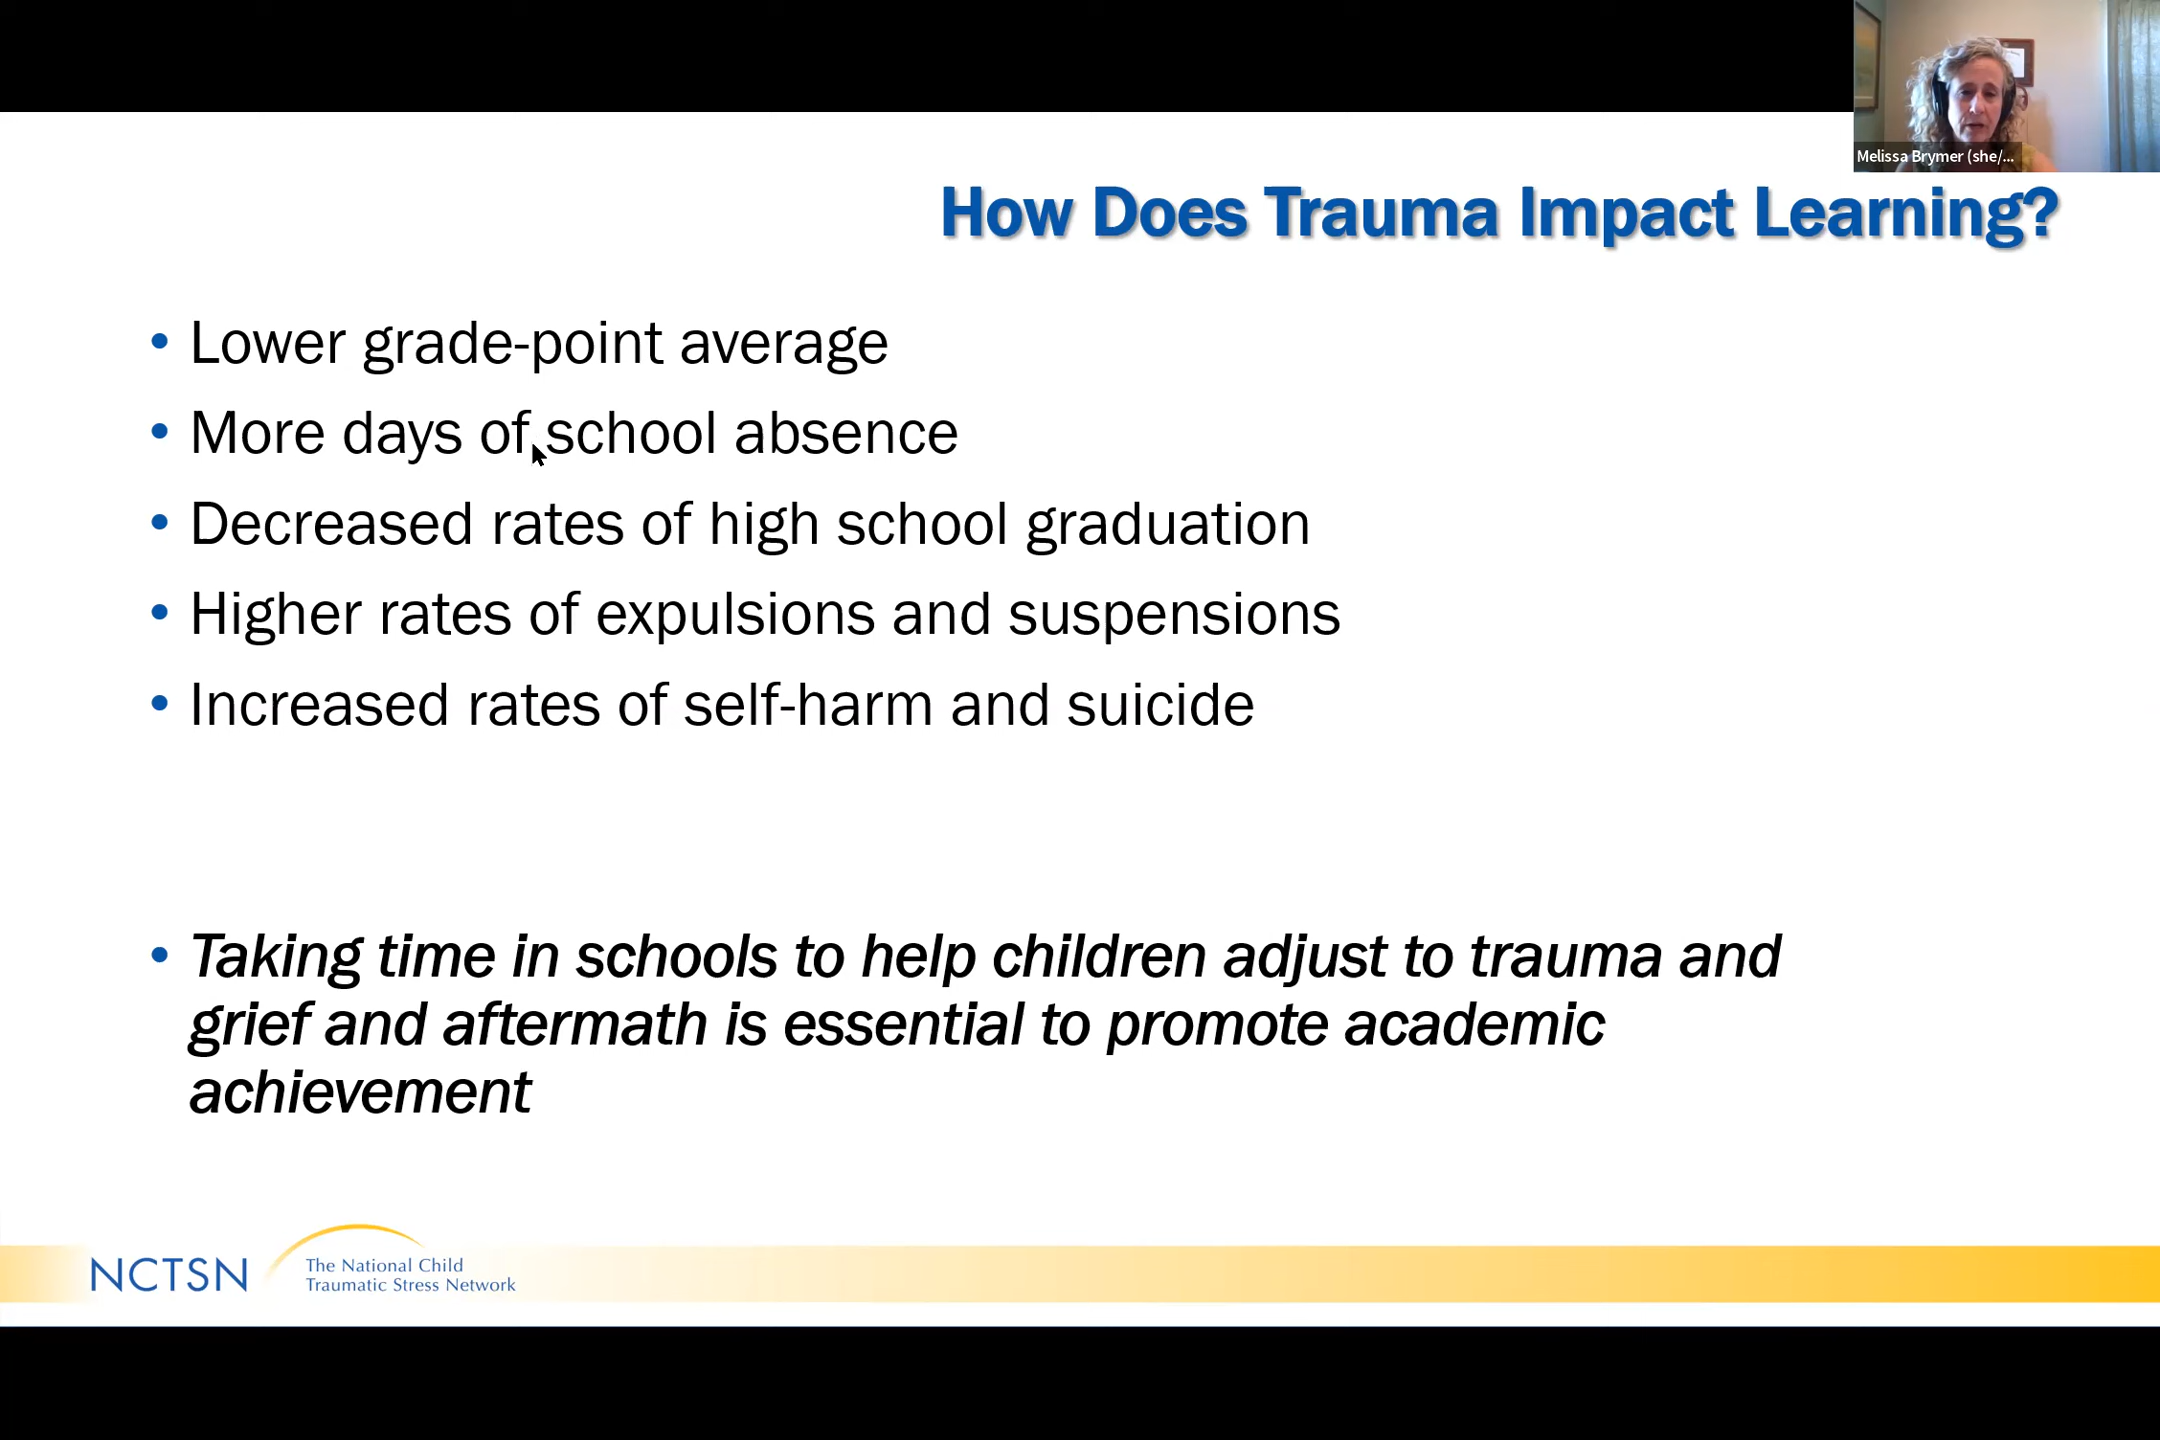 Melissa Brymer (she/...
How Does Trauma Impact Learning?
• Lower grade-point average
• More days of school absence
• Decreased rates of high school graduation
• Higher rates of expulsions and suspensions
• Increased rates of self-harm and suicide
• Taking time in schools to help children adjust to trauma and
grief and aftermath is essential to promote academic
achievement
NCTSN
The National Child
Traumatic Stress Network